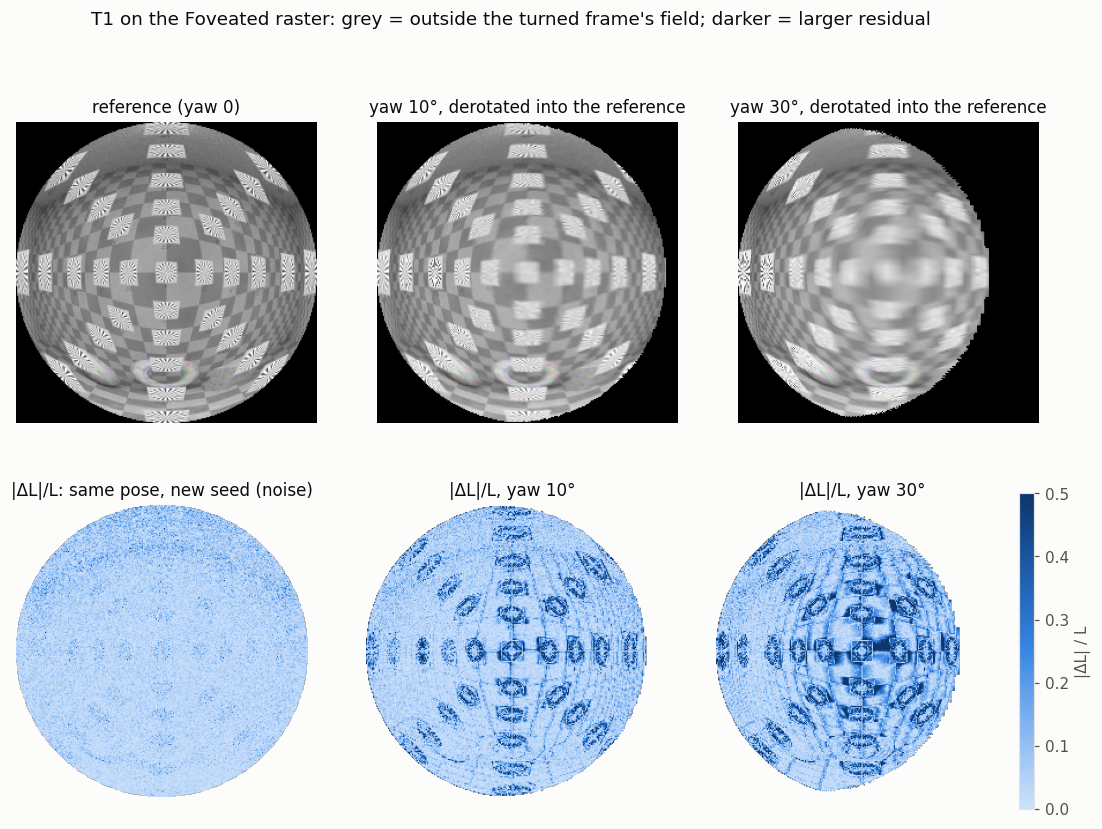 T1 on the Foveated raster: grey = outside the turned frame's field; darker = larger residual
reference (yaw 0)
yaw 10°, derotated into the reference
yaw 30°, derotated into the reference
|ΔL|/L: same pose, new seed (noise)
|ΔL|/L, yaw 10°
|ΔL|/L, yaw 30°
0.5
0.4
0.3
0.2
0.1
0.0
|ΔL| / L